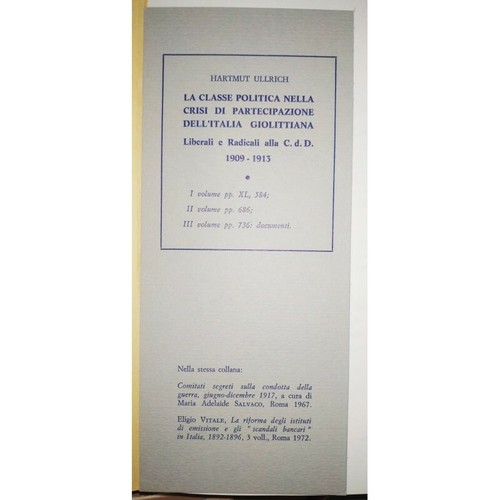 HARTMUT ULLRICH
LA CLASSE POLITICA NELLA
CRISI DI PARTECIPAZIONE
DELL'ITALIA GIOLITTIANA
Liberali e Radicali alla C. d. D.
1909 - 1913
*
I volume pp. XL, 384;
II volume pp. 686;
III volume pp. 736: documenti.
Nella stessa collana:
Comitati segreti sulla condotta della
guerra, giugno-dicembre 1917, a cura di
Maria Adelaide SALVACO, Roma 1967.
Eligio VITALE, La riforma degli istituti
di emissione e gli "scandali bancari"
in Italia, 1892-1896, 3 voll., Roma 1972.